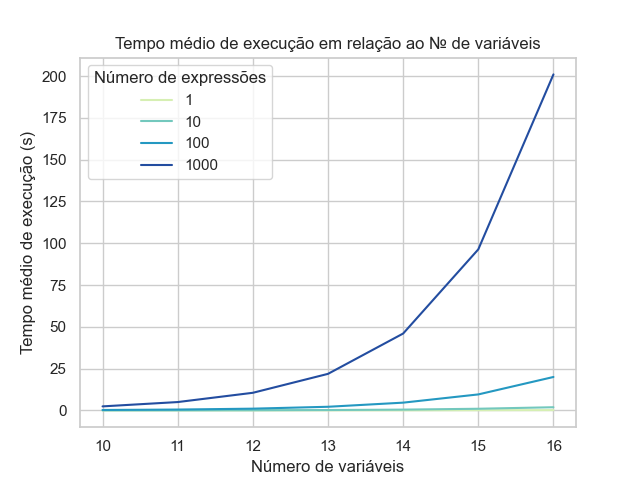 Tempo médio de execução em relação ao Nº de variáveis
Número de expressões
1
10
100
1000
Tempo médio de execução (s)
200
175
150
125
100
75
50
25
0
10 11 12 13 14 15 16
Número de variáveis